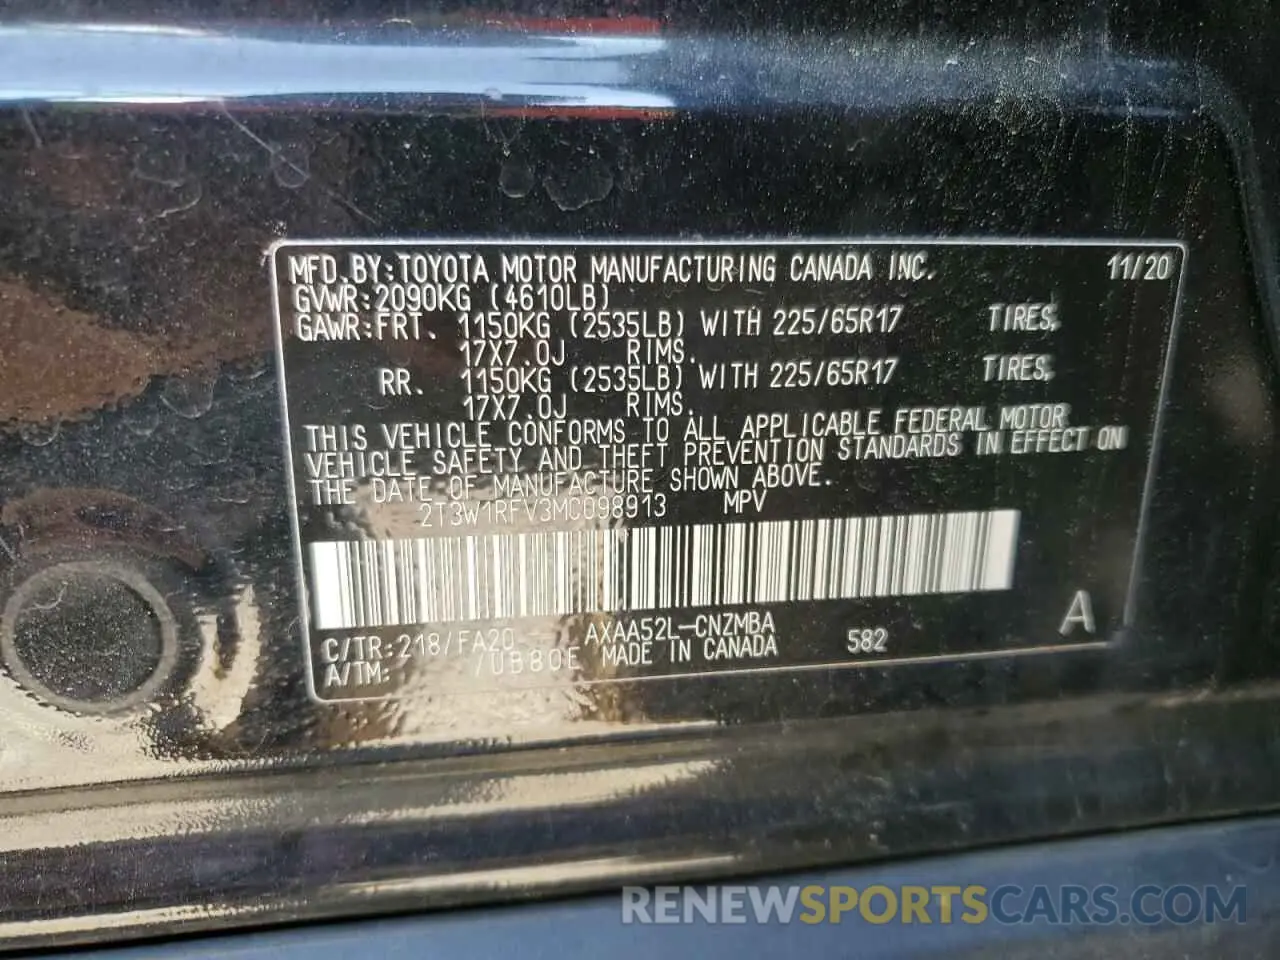 MFD.BY:TOYOTA MOTOR MANUFACTURING CANADA INC. 11/20
GVWR:2090KG (4610LB)
GAWR:FRT. 1150KG (2535LB) WITH 225/65R17 TIRES,
17X7.0J RIMS.
RR. 1150KG (2535LB) WITH 225/65R17 TIRES,
17X7.0J RIMS.
THIS VEHICLE CONFORMS TO ALL APPLICABLE FEDERAL MOTOR
VEHICLE SAFETY AND THEFT PREVENTION STANDARDS IN EFFECT ON
THE DATE OF MANUFACTURE SHOWN ABOVE.
2T3W1RFV3MC098913 MPV
C/TR:218/FA20 AXAA52L-CNZMBA 582 A
A/TM: /UB80E MADE IN CANADA
RENEWSPORTSCARS.COM